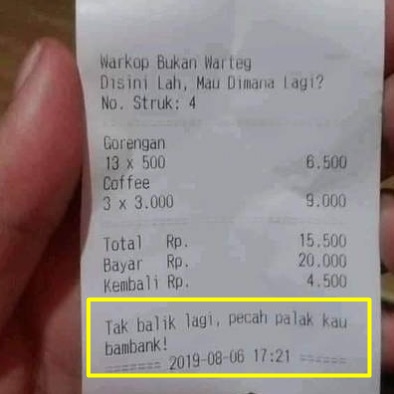 Warkop Bukan Warteg
Disini Lah, Mau Dimana Lagi?
No. Struk: 4
Gorengan
13 x 500 6.500
Coffee
3 x 3.000 9.000
Total Rp. 15.500
Bayar Rp. 20.000
Kembali Rp. 4.500
Tak balik lagi, pecah palak kau
bambank!
======= 2019-08-06 17:21 ======